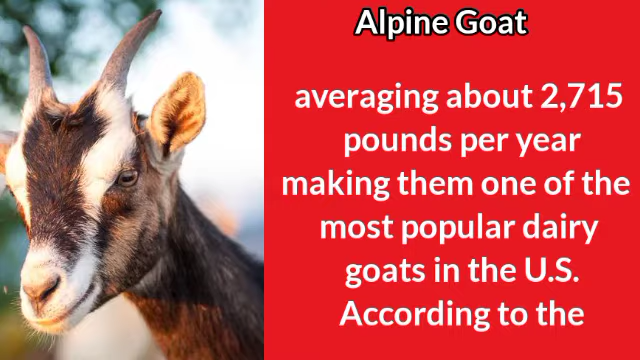 Alpine Goat
averaging about 2,715
pounds per year
making them one of the
most popular dairy
goats in the U.S.
According to the